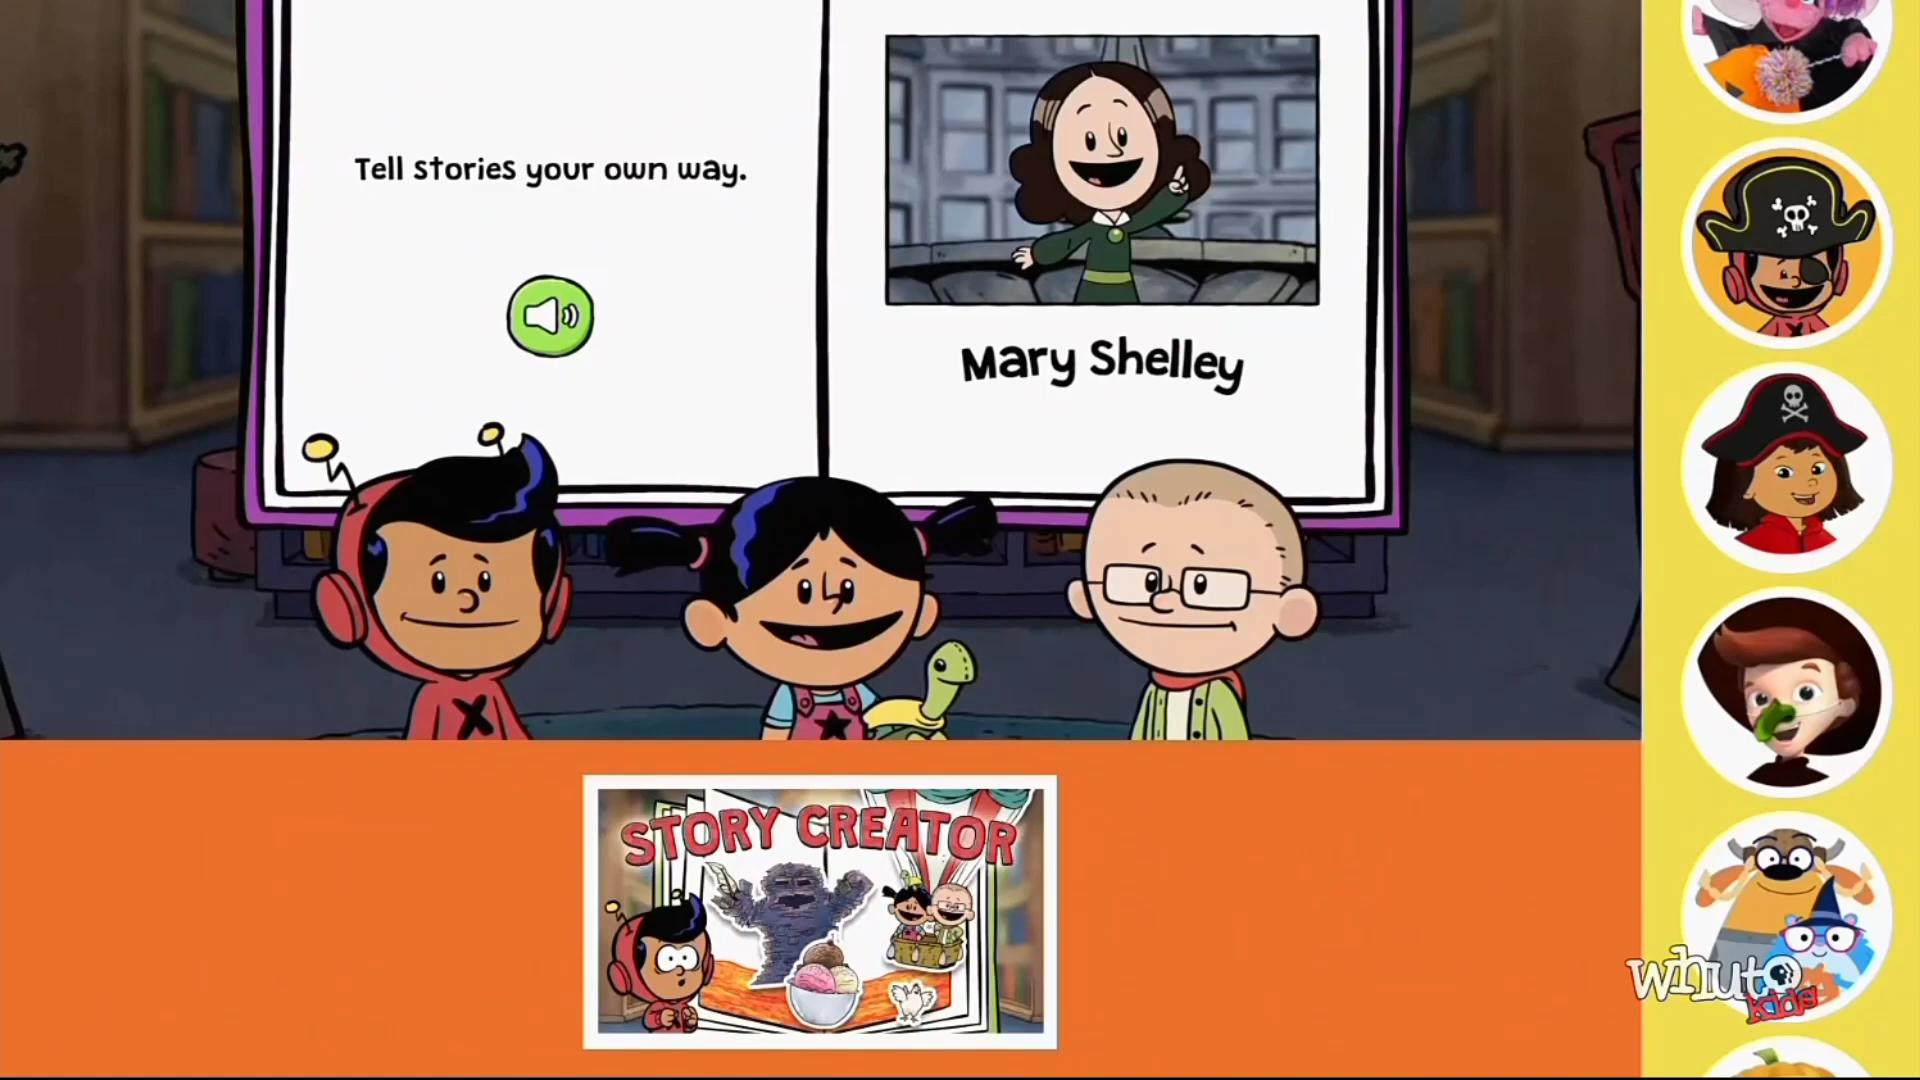 Tell stories your own way.
Mary Shelley
STORY CREATOR
whut
kids